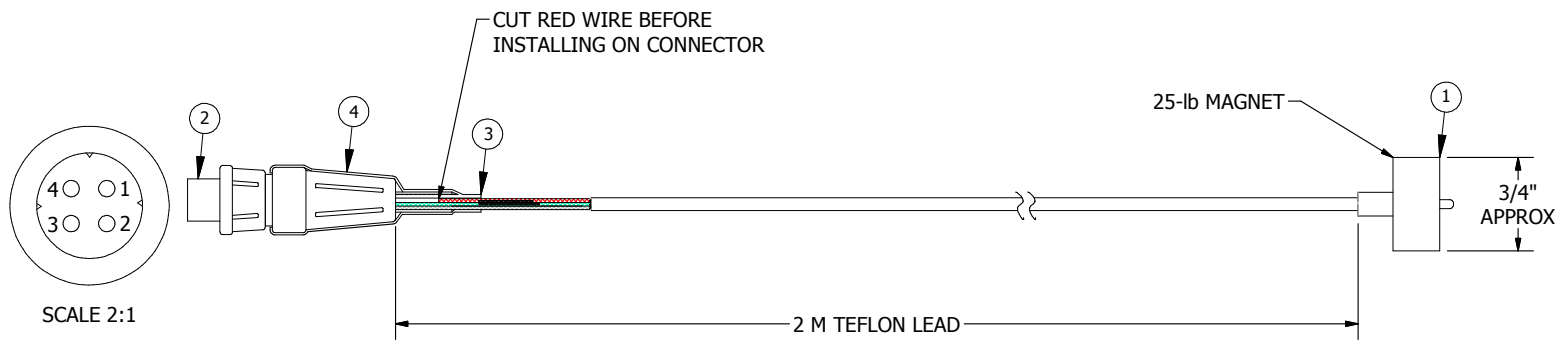 CUT RED WIRE BEFORE
INSTALLING ON CONNECTOR
25-lb MAGNET
1
2
4
3
4 1
3 2
3/4"
APPROX
SCALE 2:1
2 M TEFLON LEAD